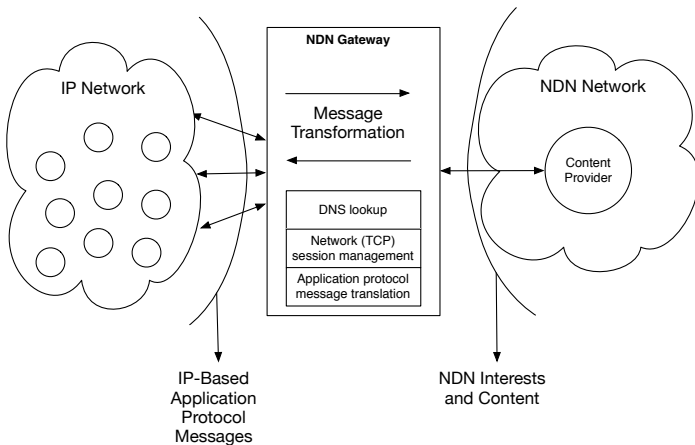 NDN Gateway
IP Network
Message
Transformation
NDN Network
Content
Provider
DNS lookup
Network (TCP)
session management
Application protocol
message translation
IP-Based
Application
Protocol
Messages
NDN Interests
and Content